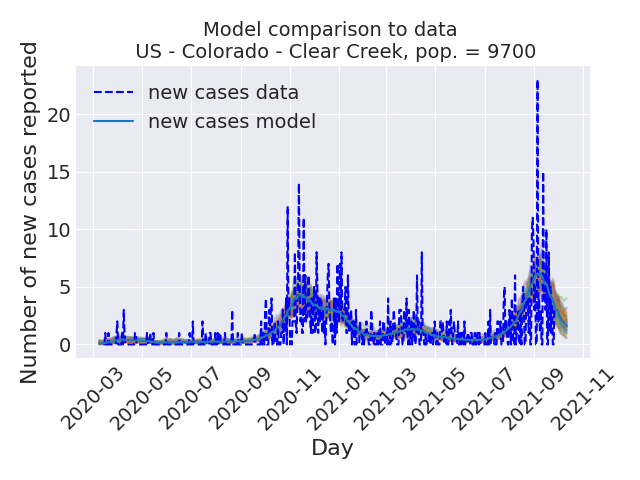 Model comparison to data
US - Colorado - Clear Creek, pop. = 9700
Number of new cases reported
20
15
10
5
0
new cases data
new cases model
2020-03
2020-05
2020-07
2020-09
2020-11
2021-01
2021-03
2021-05
2021-07
2021-09
2021-11
Day